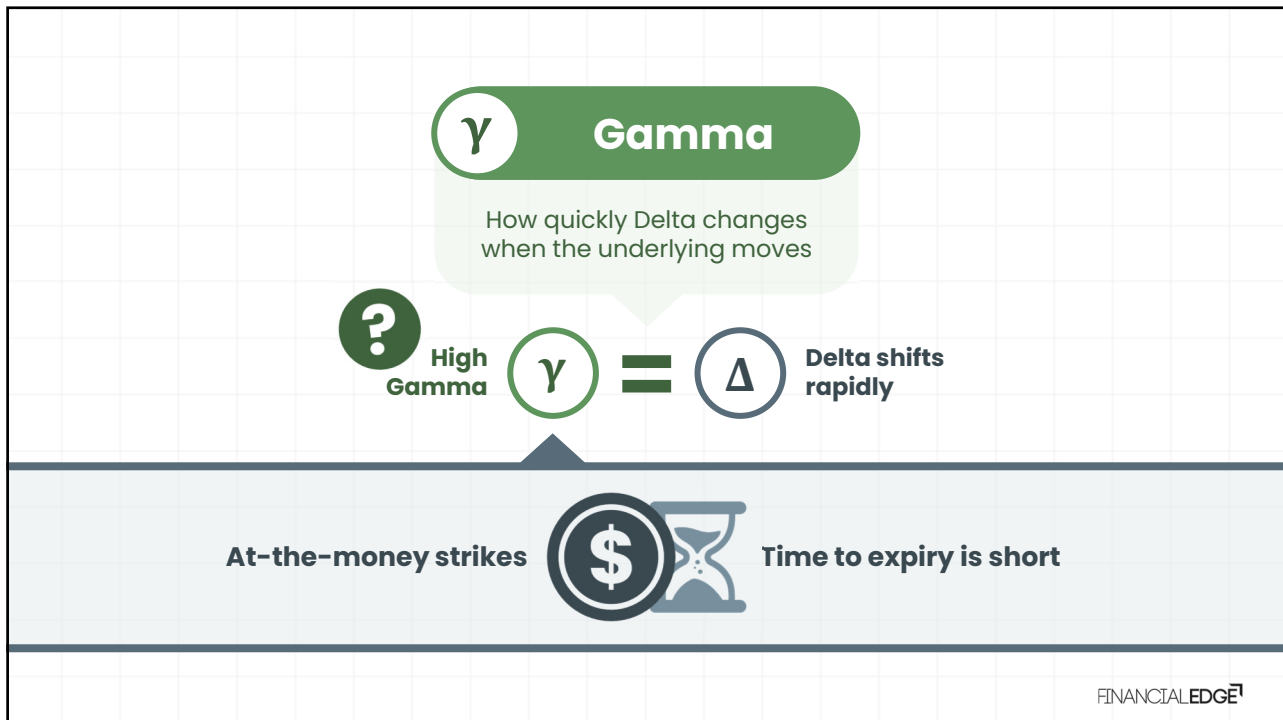 γ
Gamma
How quickly Delta changes
when the underlying moves
?
High
Gamma
γ
=
Δ
Delta shifts
rapidly
At-the-money strikes
$
Time to expiry is short
FINANCIALEDGE